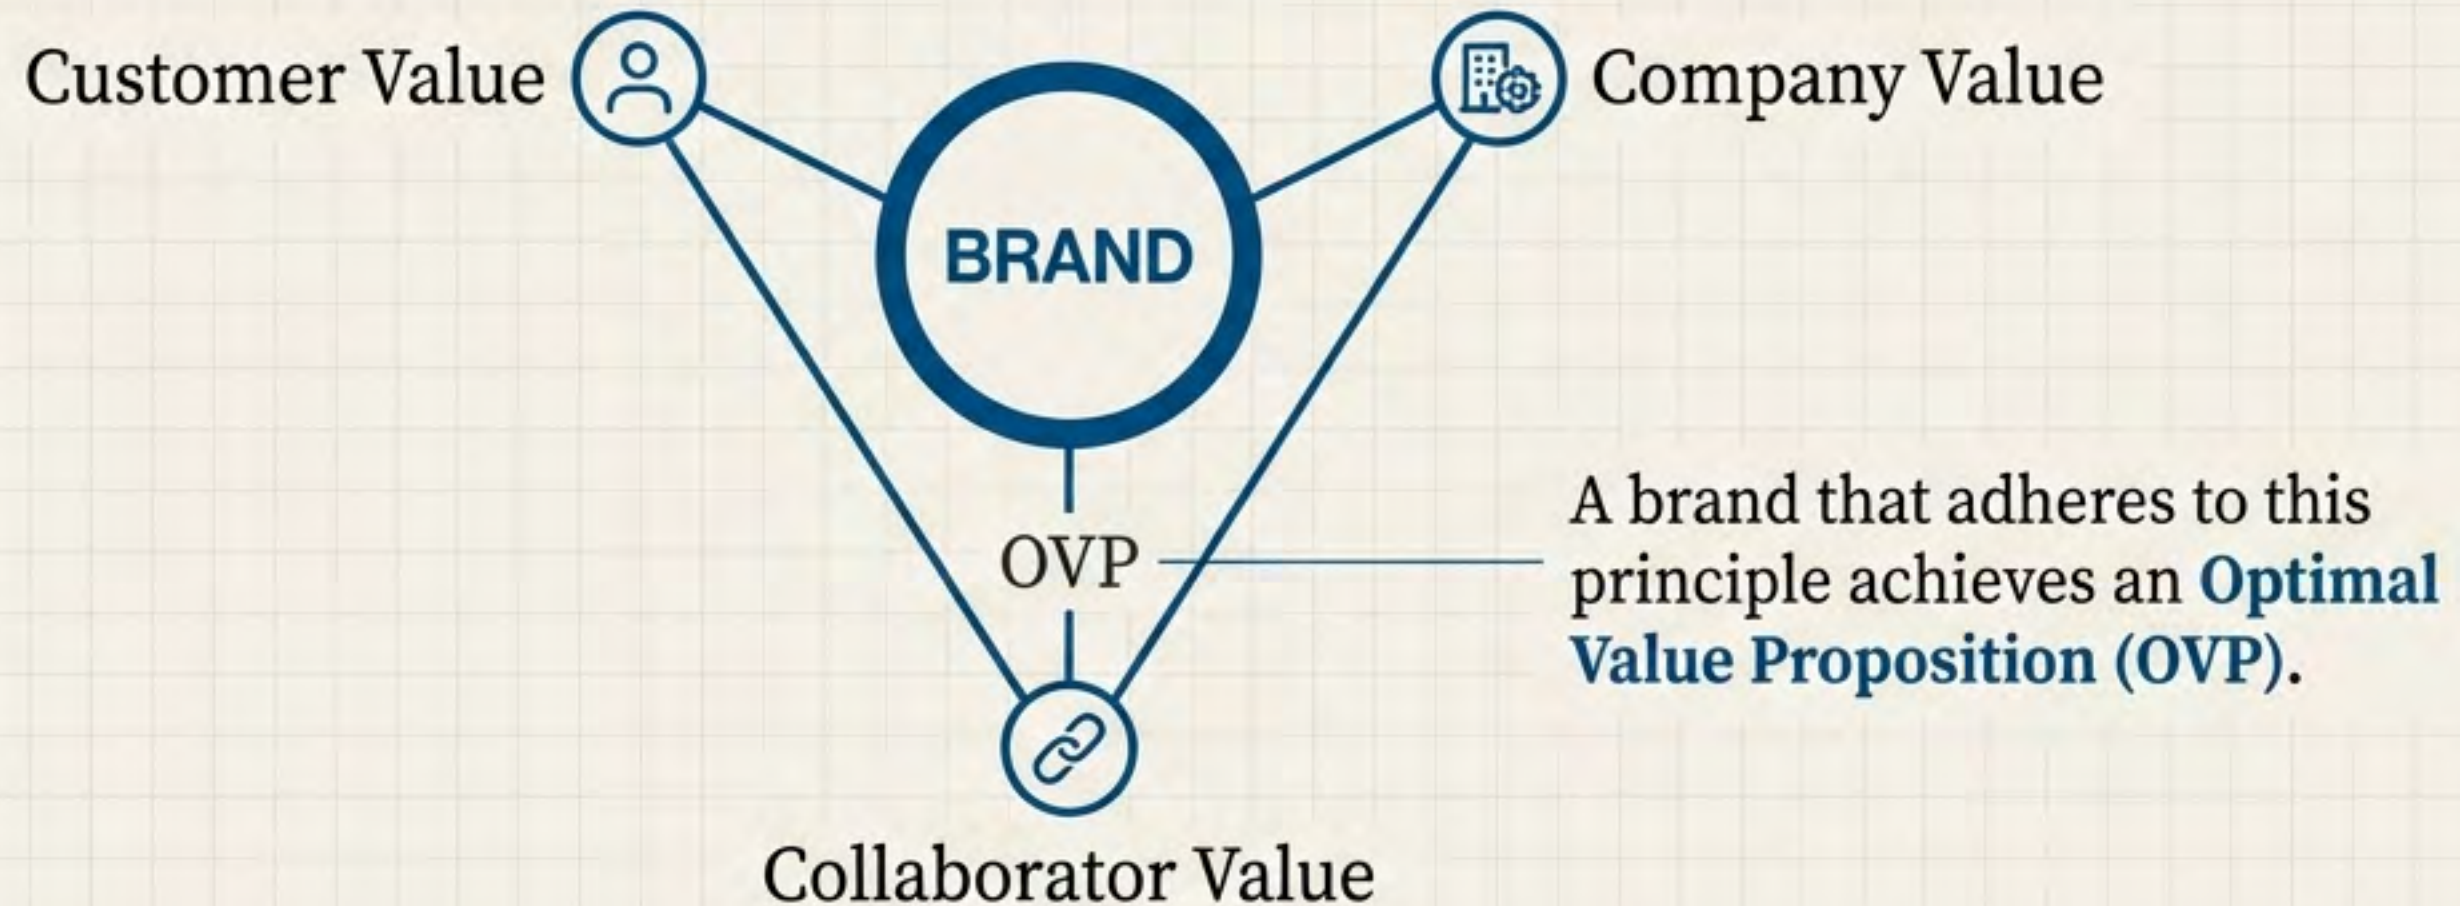 Customer Value
Company Value
BRAND
OVP
A brand that adheres to this
principle achieves an Optimal
Value Proposition (OVP).
Collaborator Value